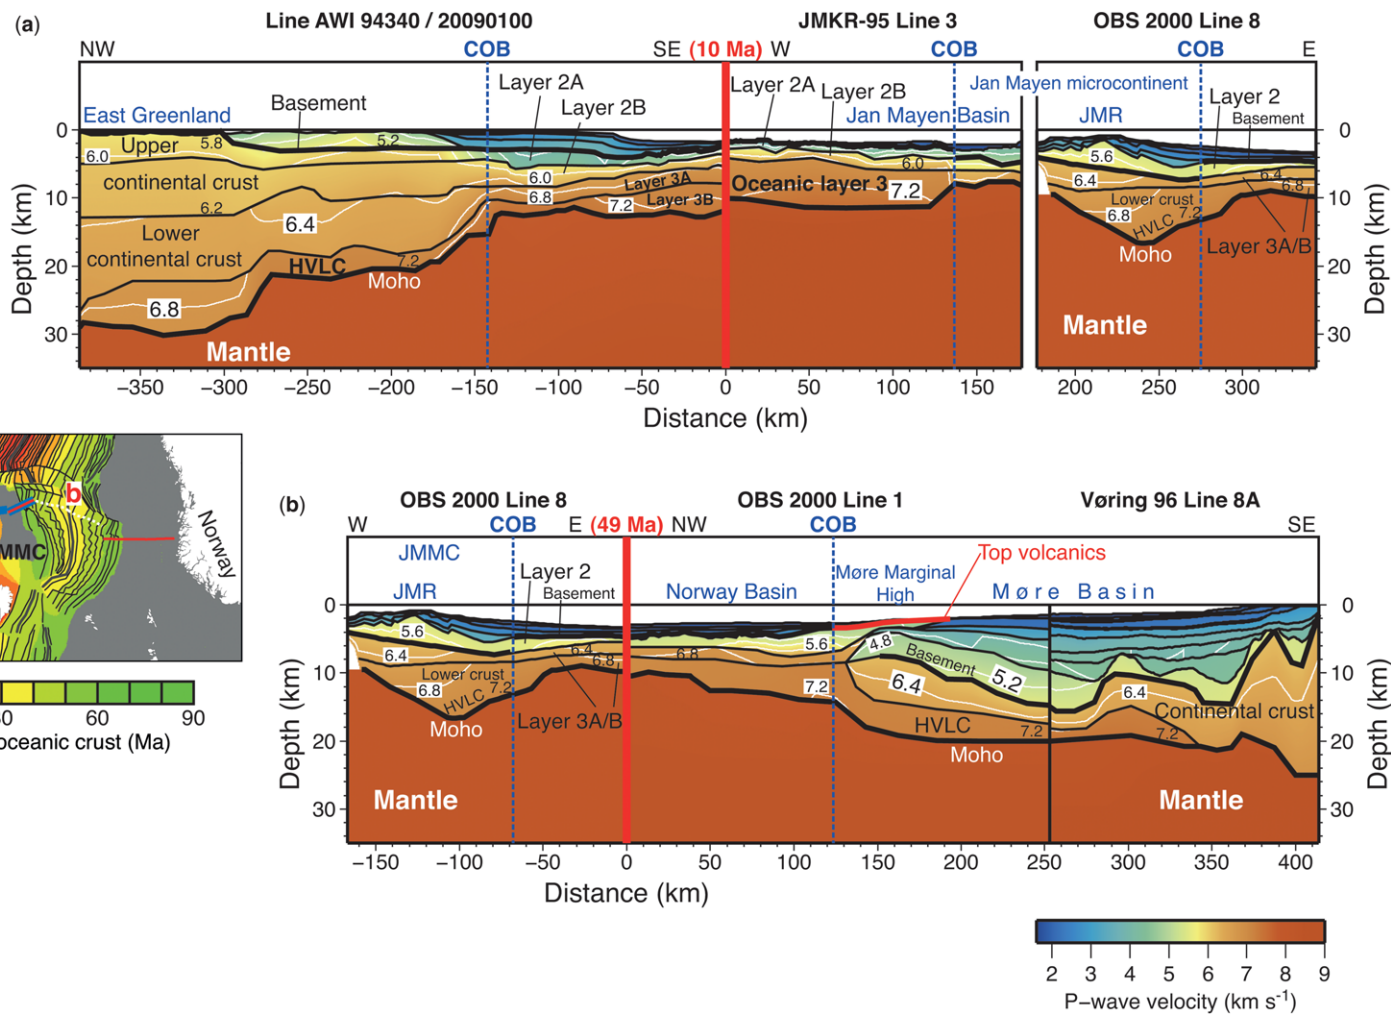 (a)
Line AWI 94340 / 20090100
JMKR-95 Line 3
OBS 2000 Line 8
NW
COB
SE (10 Ma) W
COB
COB
E
East Greenland
Basement
Layer 2A
Layer 2B
Layer 2A
Layer 2B
Jan Mayen Basin
Jan Mayen microcontinent
JMR
Layer 2
Basement
0
10
20
30
Depth (km)
Upper
continental crust
Lower
continental crust
6.0
5.8
5.2
6.2
6.4
6.8
HVLC
7.2
Moho
Mantle
6.0
6.8
7.2
Layer 3A
Layer 3B
Oceanic layer 3
7.2
6.0
5.6
6.4
6.8
Lower crust
HVLC
7.2
6.4
6.8
Moho
Layer 3A/B
Mantle
0
10
20
30
Depth (km)
−350 −300 −250 −200 −150 −100 −50 0 50 100 150
200 250 300
Distance (km)
b
MMC
Norway
60 90
oceanic crust (Ma)
(b)
OBS 2000 Line 8
OBS 2000 Line 1
Vøring 96 Line 8A
W
COB
E (49 Ma) NW
COB
SE
JMMC
JMR
Layer 2
Basement
Norway Basin
Møre Marginal
High
Top volcanics
Møre Basin
0
10
20
30
Depth (km)
5.6
6.4
6.8
Lower crust
HVLC
7.2
6.4
6.8
Moho
Layer 3A/B
Mantle
6.8
5.6
7.2
4.8
Basement
6.4
5.2
HVLC
7.2
Moho
6.4
7.2
Continental crust
Mantle
0
10
20
30
Depth (km)
−150 −100 −50 0 50 100 150 200 250 300 350 400
Distance (km)
2 3 4 5 6 7 8 9
P−wave velocity (km s-1)